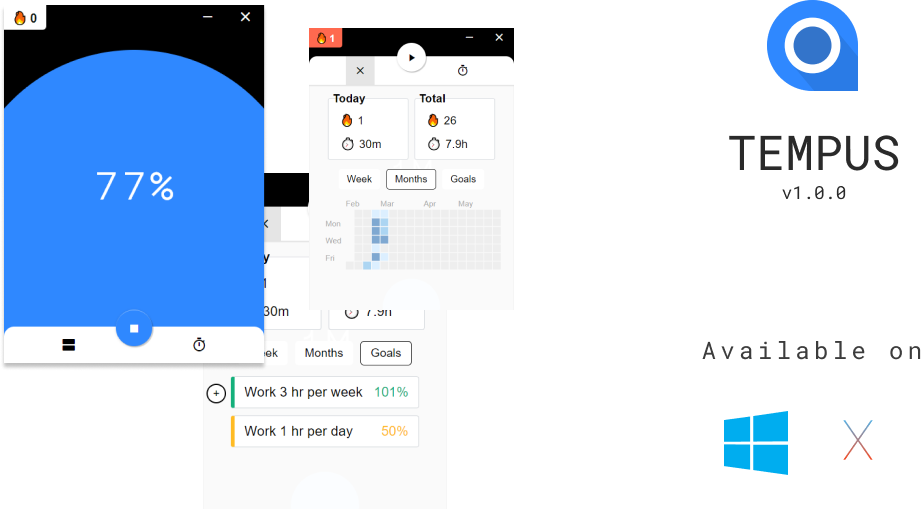 0
77%
1
Today
1
30m
Total
26
7.9h
Week
Months
Goals
Feb
Mar
Apr
May
Mon
Wed
Fri
y
1
30m
7.9h
eek
Months
Goals
Work 3 hr per week 101%
Work 1 hr per day 50%
TEMPUS
v1.0.0
Available on